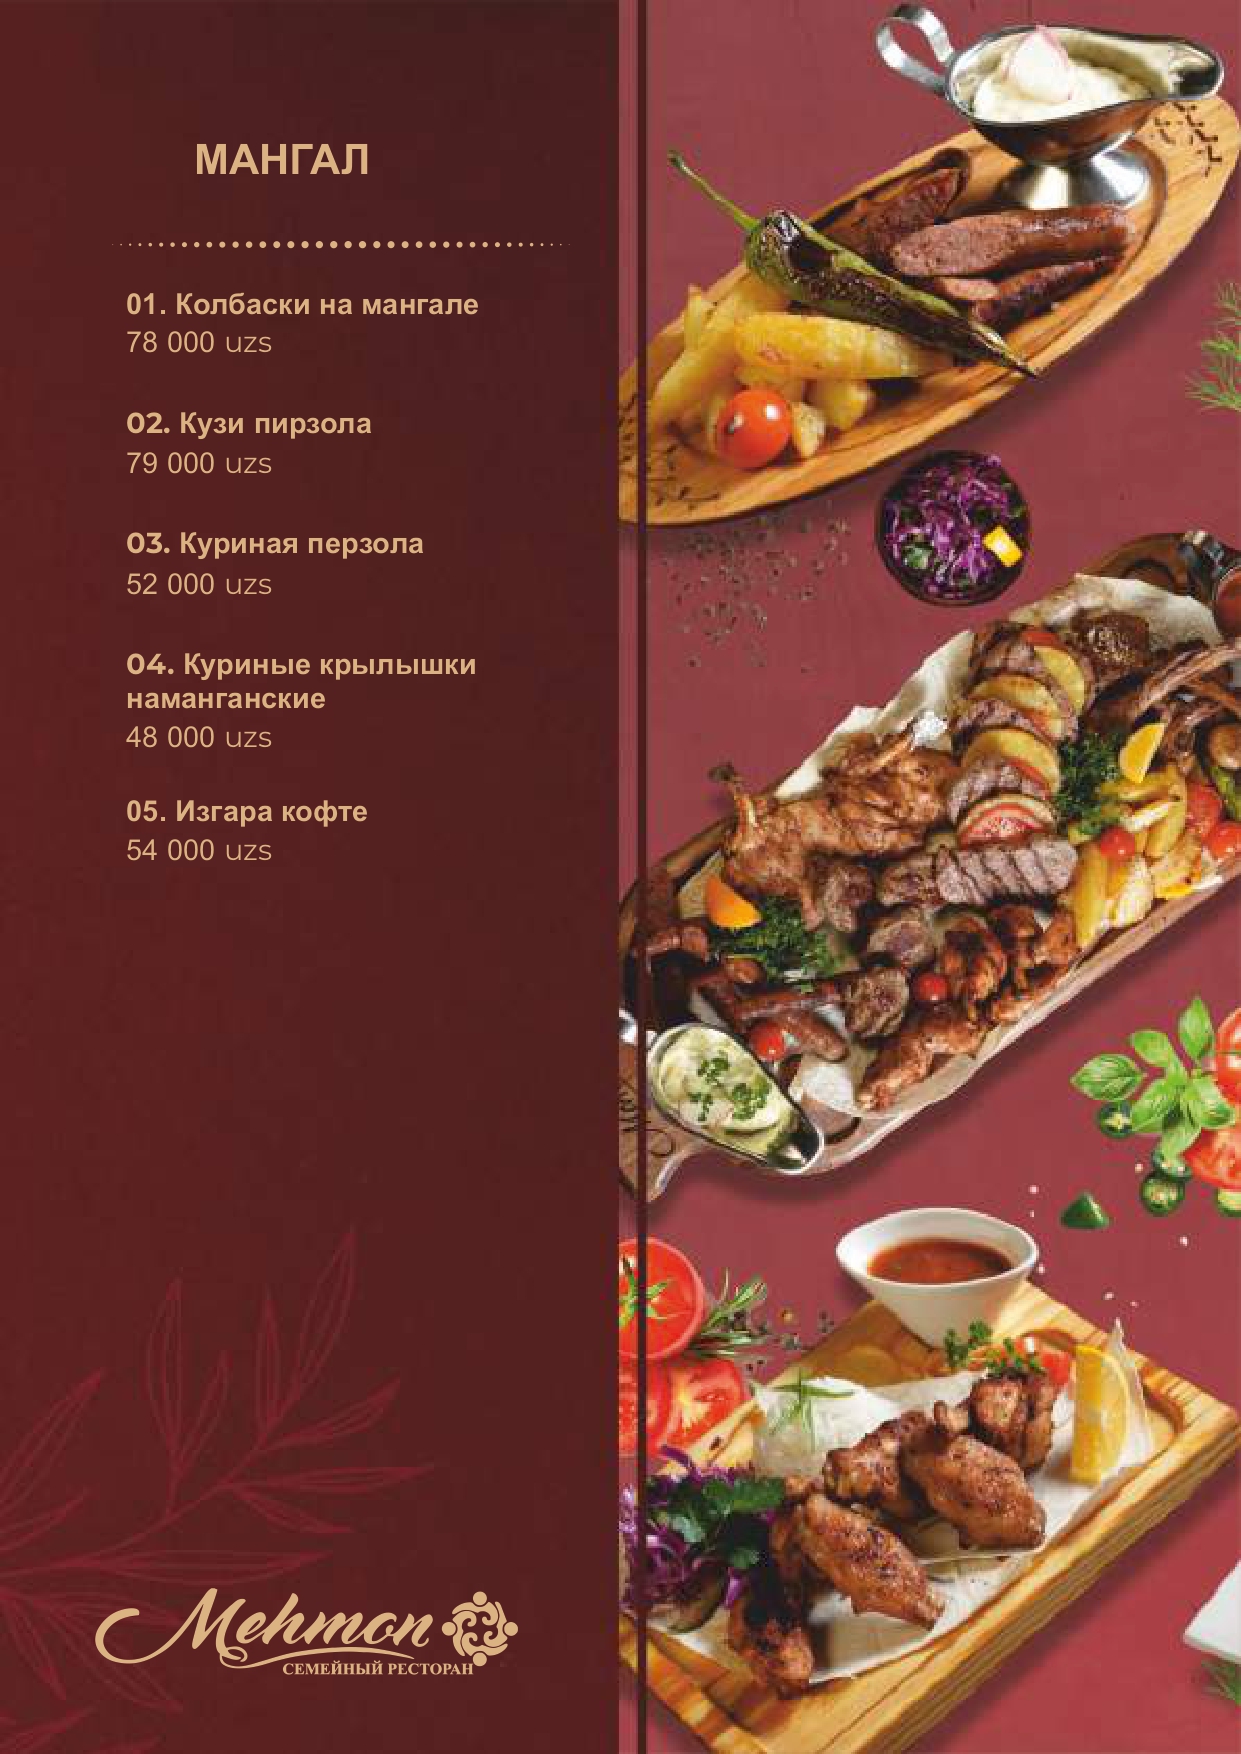 МАНГАЛ
01. Колбаски на мангале
78 000 uzs
02. Кузи пирзола
79 000 uzs
03. Куриная перзола
52 000 uzs
04. Куриные крылышки
наманганские
48 000 uzs
05. Изгара кофте
54 000 uzs
Mehmon
СЕМЕЙНЫЙ РЕСТОРАН